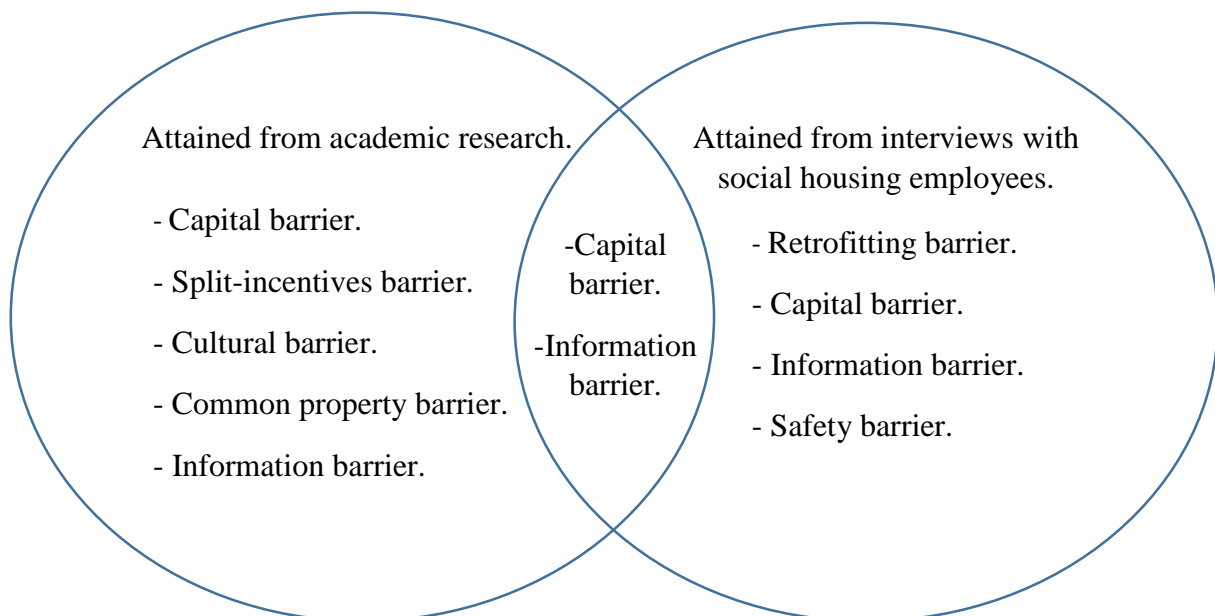 Attained from academic research.
- Capital barrier.
- Split-incentives barrier.
- Cultural barrier.
- Common property barrier.
- Information barrier.
-Capital
barrier.
-Information
barrier.
Attained from interviews with
social housing employees.
- Retrofitting barrier.
- Capital barrier.
- Information barrier.
- Safety barrier.